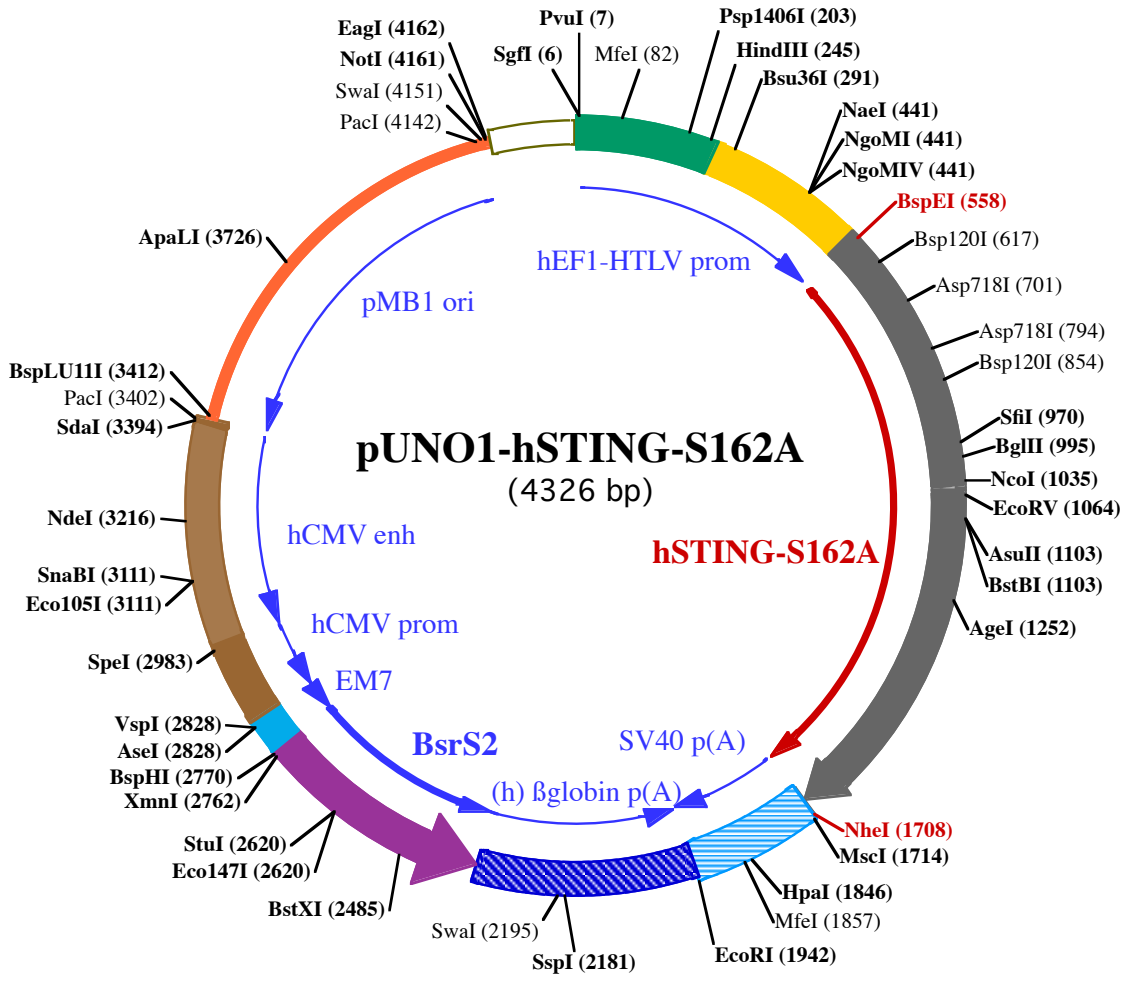 PvuI (7)
SgfI (6)
MfeI (82)
Psp1406I (203)
HindIII (245)
Bsu36I (291)
NaeI (441)
NgoMI (441)
NgoMIV (441)
BspEI (558)
Bsp120I (617)
Asp718I (701)
Asp718I (794)
Bsp120I (854)
SfiI (970)
BglII (995)
NcoI (1035)
EcoRV (1064)
AsuII (1103)
BstBI (1103)
AgeI (1252)
NheI (1708)
MscI (1714)
HpaI (1846)
MfeI (1857)
EcoRI (1942)
SspI (2181)
SwaI (2195)
BstXI (2485)
Eco147I (2620)
StuI (2620)
XmnI (2762)
BspHI (2770)
AseI (2828)
VspI (2828)
SpeI (2983)
Eco105I (3111)
SnaBI (3111)
NdeI (3216)
SdaI (3394)
PacI (3402)
BspLU11I (3412)
ApaLI (3726)
PacI (4142)
SwaI (4151)
NotI (4161)
EagI (4162)
hEF1-HTLV prom
pMB1 ori
pUNO1-hSTING-S162A
(4326 bp)
hCMV enh
hSTING-S162A
hCMV prom
EM7
BsrS2
SV40 p(A)
(h) ßglobin p(A)